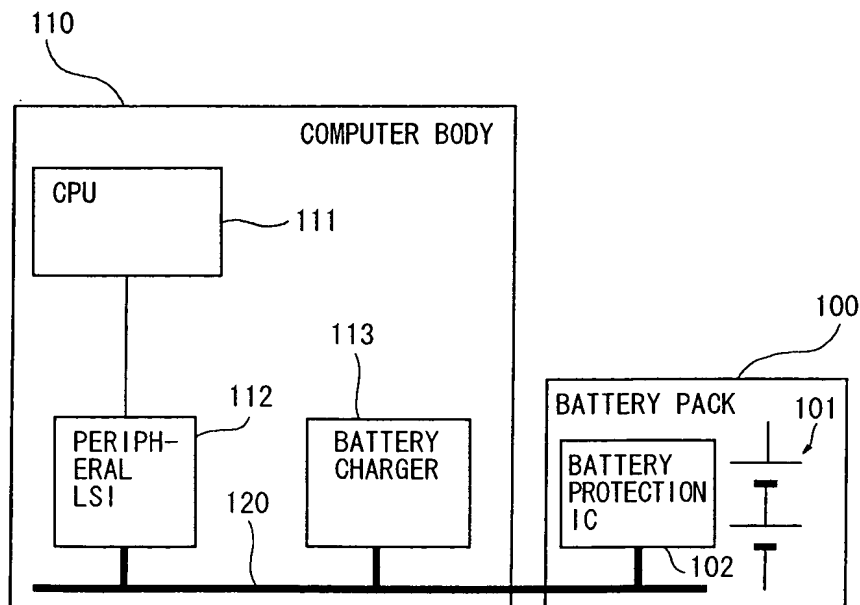 110
COMPUTER BODY
CPU
111
100
113
112
BATTERY PACK
101
PERIPH-
ERAL
LSI
BATTERY
CHARGER
BATTERY
PROTECTION
IC
120
102